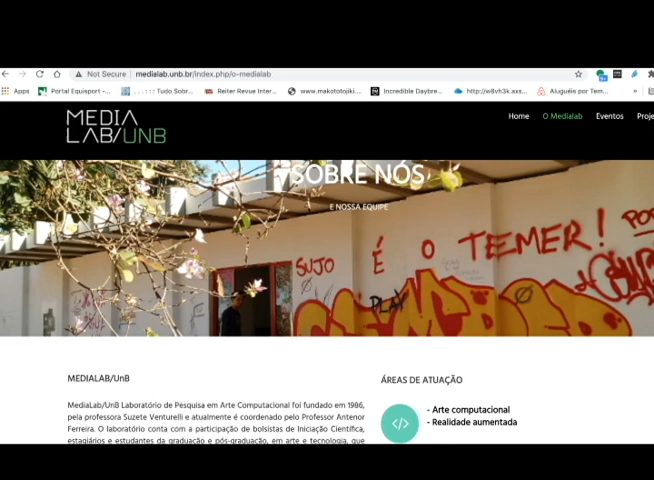 Not Secure | medialab.unb.br/index.php/o-medialab
Apps Portal Equisport -... ...::: Tudo Sobr... Reiter Revue Inter... www.makototojiki... Incredible Daybre... http://w8vh3k.axs... Aluguéis por Tem... »
MEDIA
LAB/UNB
Home O Medialab Eventos Proje
SOBRE NÓS
E NOSSA EQUIPE
SUJO É O TEMER!
PLAY
MEDIALAB/UnB
MediaLab/UnB Laboratório de Pesquisa em Arte Computacional foi fundado em 1986,
pela professora Suzete Venturelli e atualmente é coordenado pelo Professor Antenor
Ferreira. O laboratório conta com a participação de bolsistas de Iniciação Científica,
estagiários e estudantes da graduação e pós-graduação, em arte e tecnologia, que
ÁREAS DE ATUAÇÃO
- Arte computacional
- Realidade aumentada